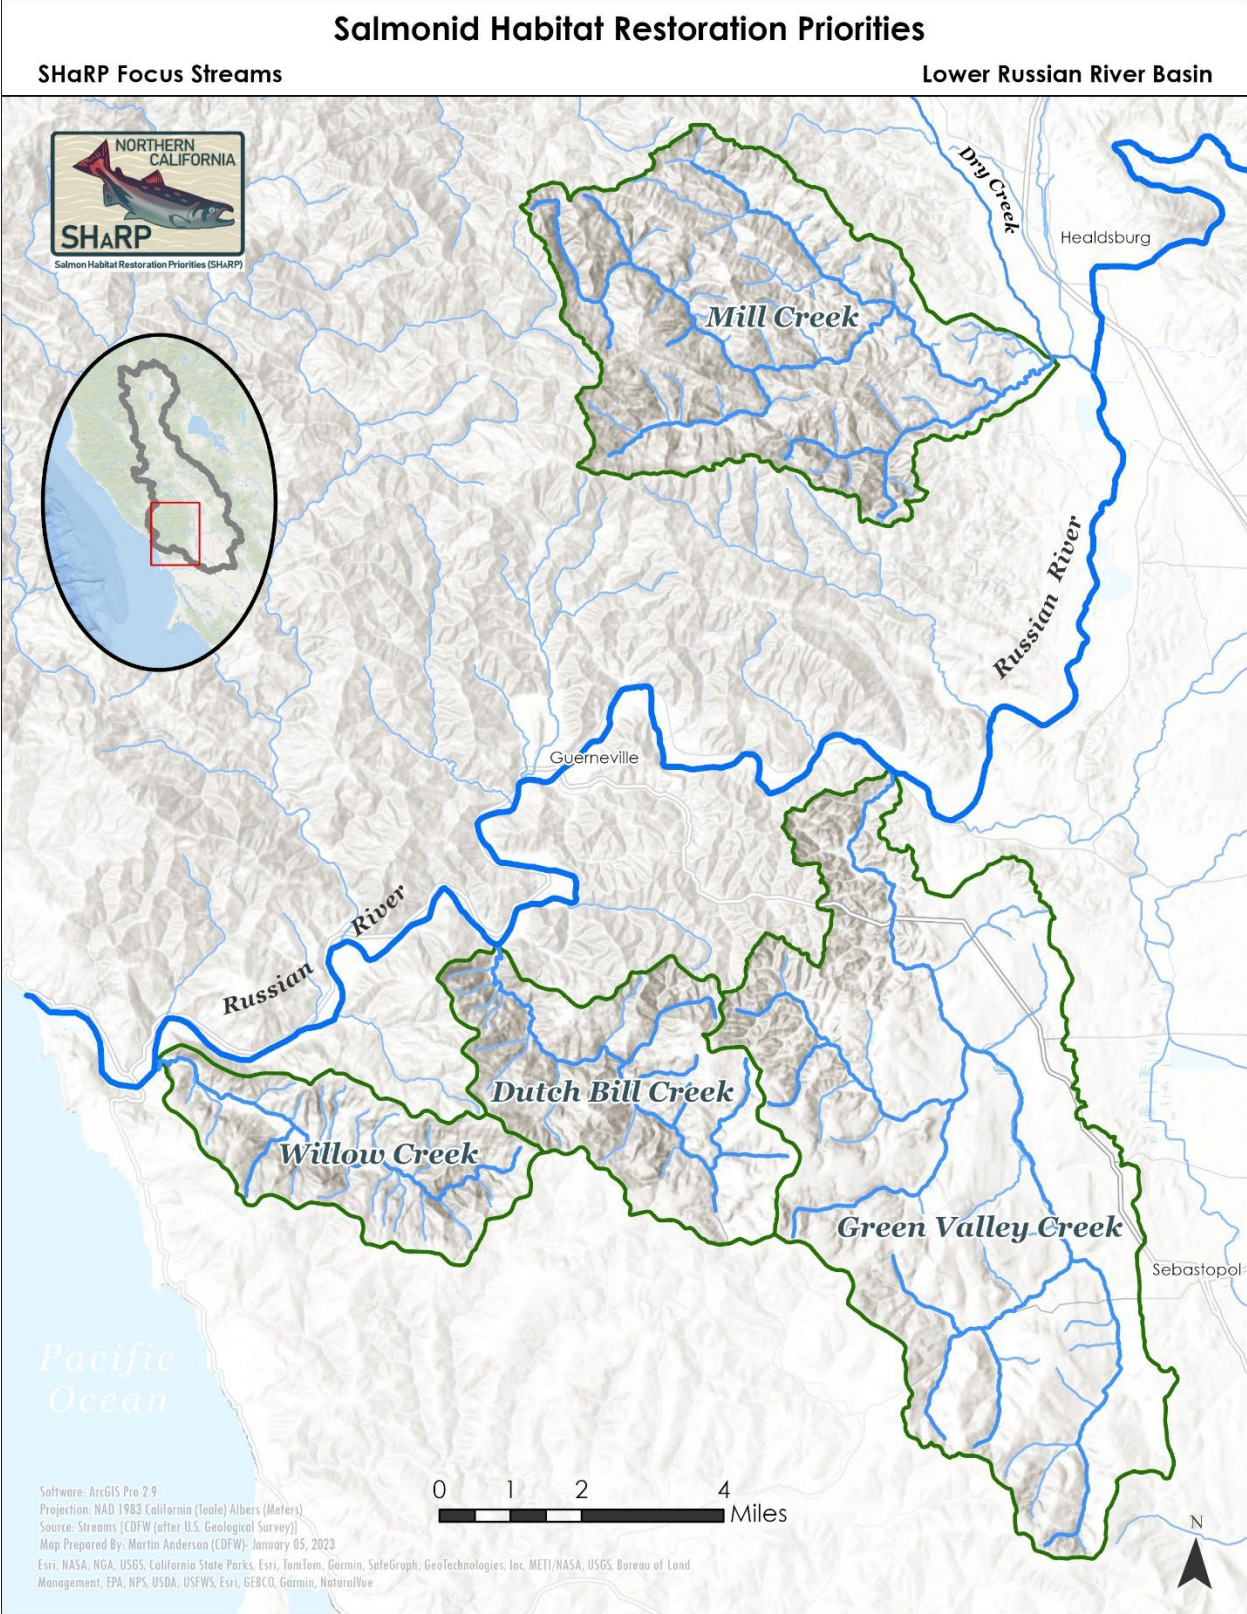 Salmonid Habitat Restoration Priorities
SHaRP Focus Streams
Lower Russian River Basin
NORTHERN
CALIFORNIA
SHaRP
Salmon Habitat Restoration Priorities (SHaRP)
Dry Creek
Healdsburg
Mill Creek
Russian River
Guerneville
Russian River
Dutch Bill Creek
Willow Creek
Green Valley Creek
Sebastopol
Pacific
Ocean
0 1 2 4
Miles
N
Software: ArcGIS Pro 2.9
Projection: NAD 1983 California (Teale) Albers (Meters)
Source: Streams [CDFW (after U.S. Geological Survey)]
Map Prepared By: Martin Anderson (CDFW)- January 05, 2023
Esri, NASA, NGA, USGS, California State Parks, Esri, TomTom, Garmin, SafeGraph, GeoTechnologies, Inc, METI/NASA, USGS, Bureau of Land
Management, EPA, NPS, USDA, USFWS, Esri, GEBCO, Garmin, NaturalVue